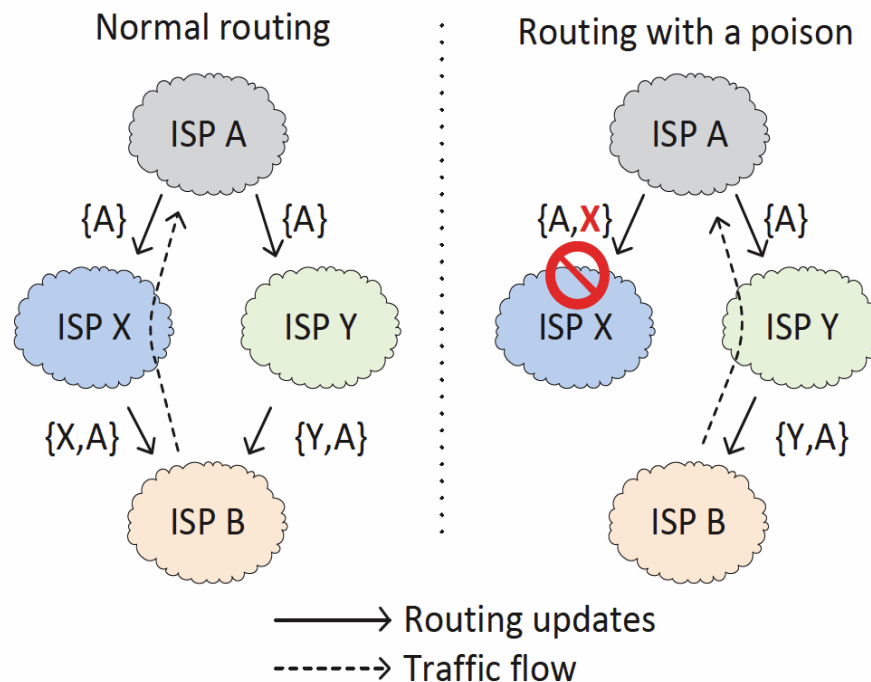 Normal routing
ISP A
{A}
{A}
ISP X
ISP Y
{X,A}
{Y,A}
ISP B
Routing with a poison
ISP A
{A,X}
{A}
ISP X
ISP Y
{Y,A}
ISP B
Routing updates
Traffic flow